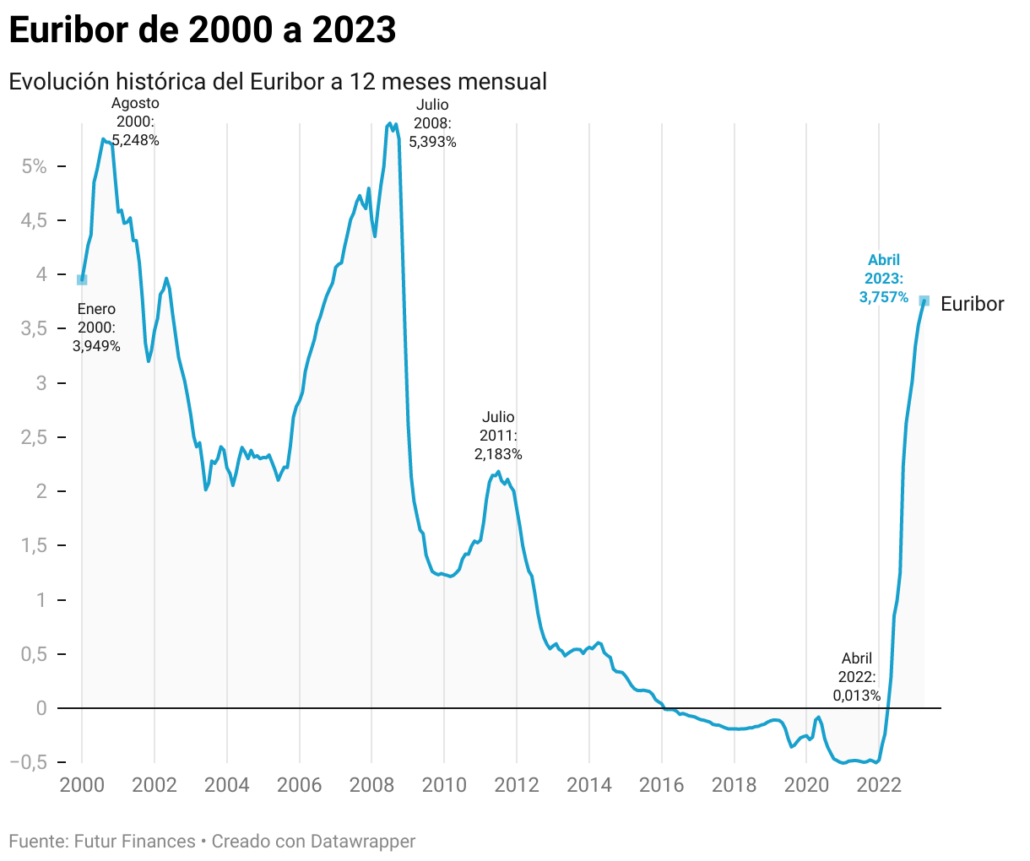 Euribor de 2000 a 2023
Evolución histórica del Euribor a 12 meses mensual
Agosto
2000:
5,248%
Julio
2008:
5,393%
5%
4,5
4
3,5
3
2,5
2
1,5
1
0,5
0
−0,5
Enero
2000:
3,949%
Julio
2011:
2,183%
Abril
2023:
3,757%
Euribor
Abril
2022:
0,013%
2000 2002 2004 2006 2008 2010 2012 2014 2016 2018 2020 2022
Fuente: Futur Finances • Creado con Datawrapper